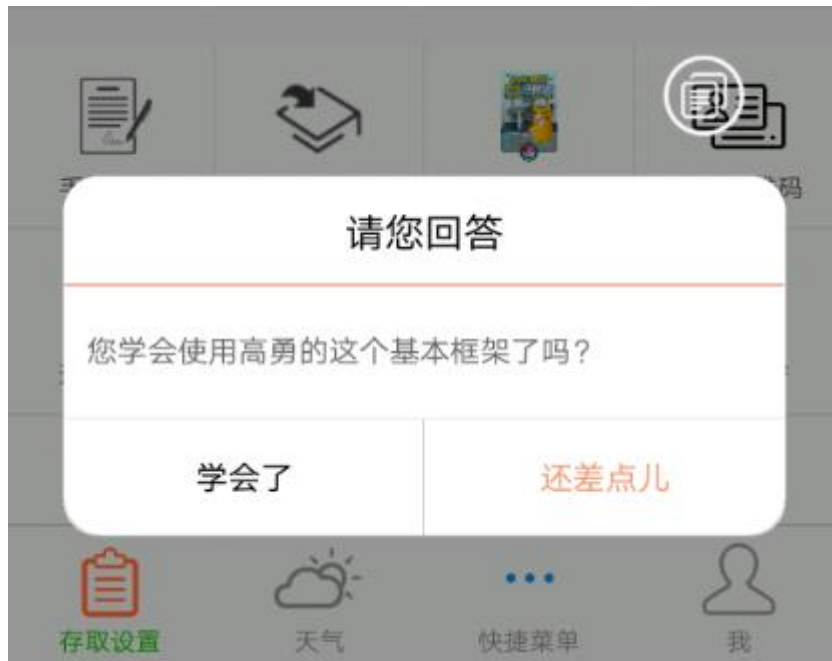 码
请您回答
您学会使用高勇的这个基本框架了吗?
学会了
还差点儿
存取设置
天气
快捷菜单
我